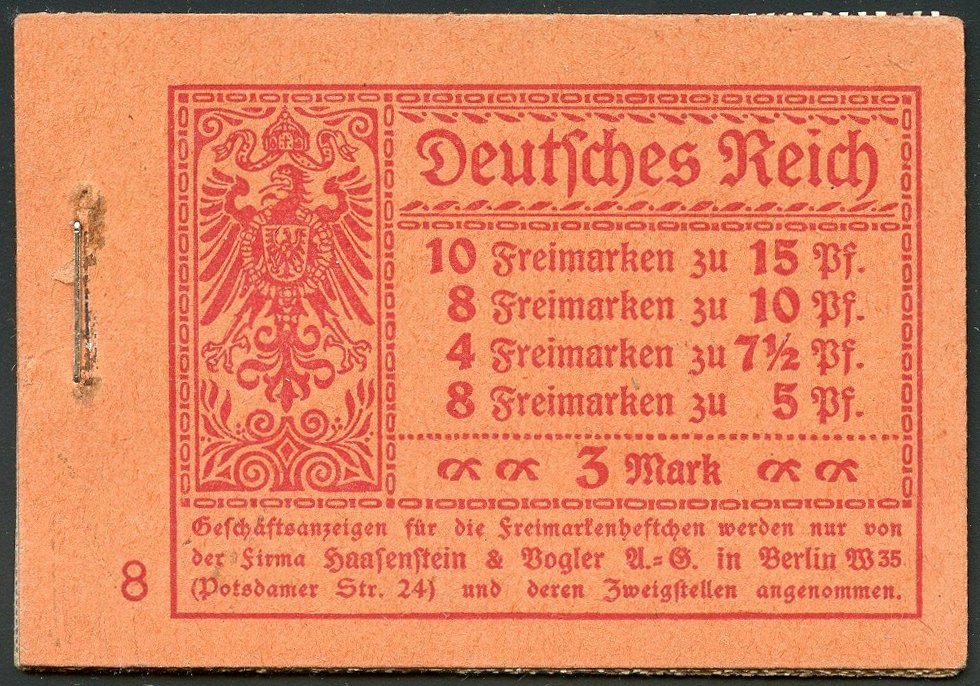 Deutſches Reich
10 Freimarken zu 15 Pf.
8 Freimarken zu 10 Pf.
4 Freimarken zu 7½ Pf.
8 Freimarken zu 5 Pf.
3 Mark
Geſchäftsanzeigen für die Freimarkenheftchen werden nur von
der Firma Haaſenſtein & Vogler A.=G. in Berlin W 35
(Potsdamer Str. 24) und deren Zweigſtellen angenommen.
8